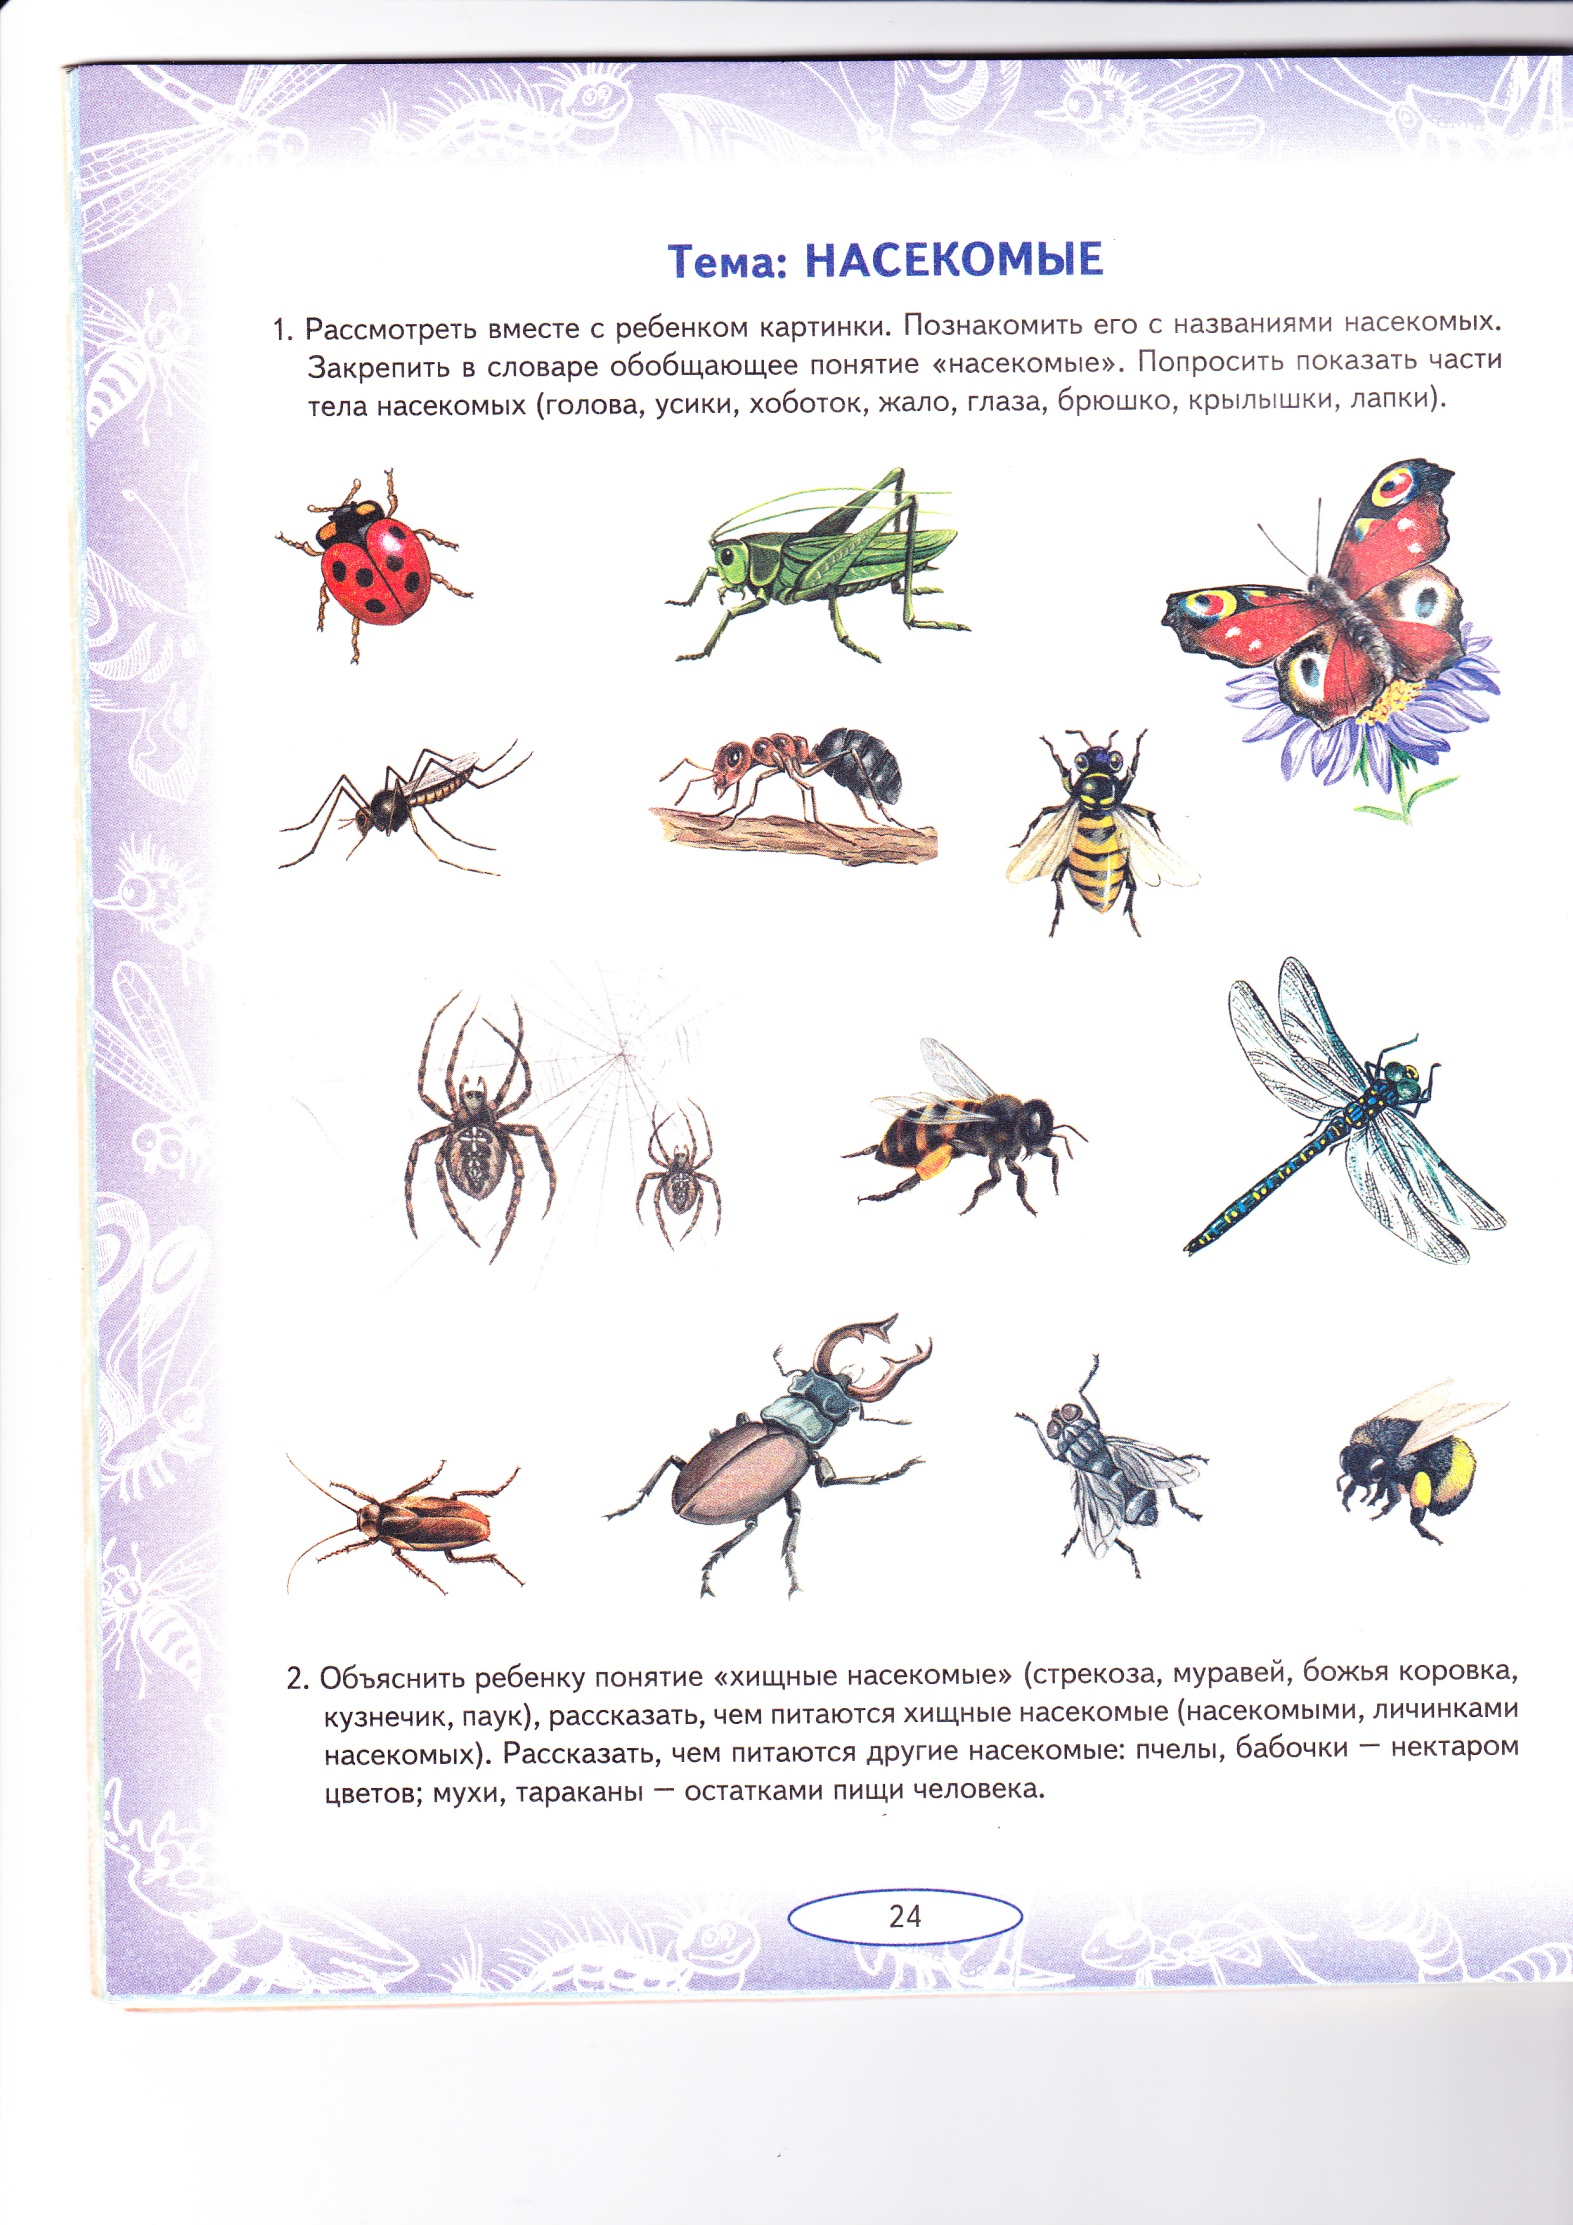 Тема: НАСЕКОМЫЕ
1. Рассмотреть вместе с ребенком картинки. Познакомить его с названиями насекомых.
Закрепить в словаре обобщающее понятие «насекомые». Попросить показать части
тела насекомых (голова, усики, хоботок, жало, глаза, брюшко, крылышки, лапки).
2. Объяснить ребенку понятие «хищные насекомые» (стрекоза, муравей, божья коровка,
кузнечик, паук), рассказать, чем питаются хищные насекомые (насекомыми, личинками
насекомых). Рассказать, чем питаются другие насекомые: пчелы, бабочки — нектаром
цветов; мухи, тараканы — остатками пищи человека.
24